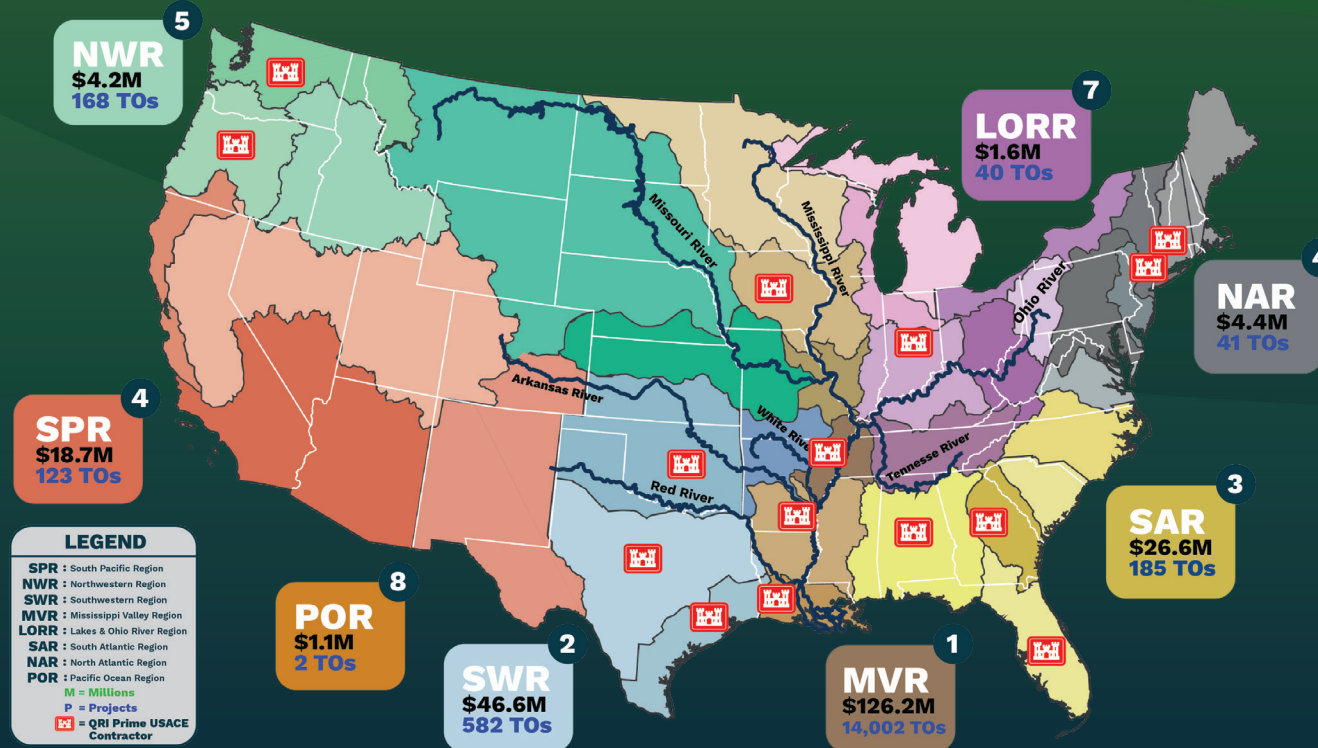 5
NWR
$4.2M
168 TOs
7
LORR
$1.6M
40 TOs
Missouri River
Mississippi River
Ohio River
NAR
$4.4M
41 TOs
4
SPR
$18.7M
123 TOs
Arkansas River
White River
Tennesse River
Red River
3
SAR
$26.6M
185 TOs
LEGEND
SPR : South Pacific Region
NWR : Northwestern Region
SWR : Southwestern Region
MVR : Mississippi Valley Region
LORR : Lakes & Ohio River Region
SAR : South Atlantic Region
NAR : North Atlantic Region
POR : Pacific Ocean Region
M = Millions
P = Projects
= QRI Prime USACE
Contractor
8
POR
$1.1M
2 TOs
2
SWR
$46.6M
582 TOs
1
MVR
$126.2M
14,002 TOs